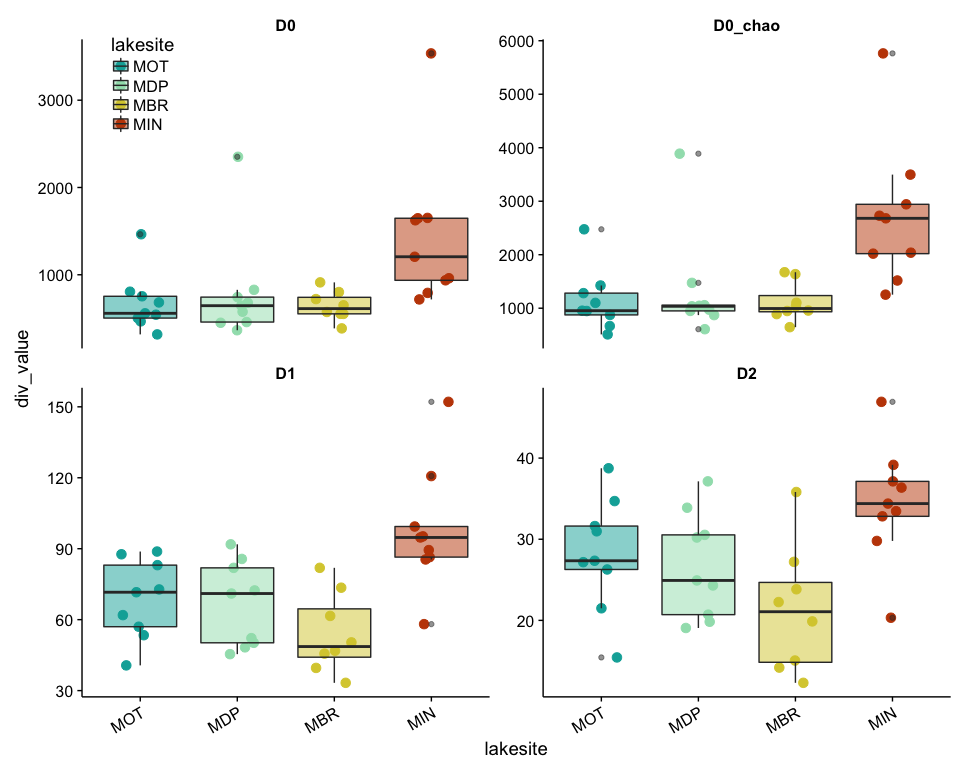 D0
D0_chao
lakesite
MOT
MDP
MBR
MIN
3000
2000
1000
6000
5000
4000
3000
2000
1000
div_value
D1
D2
150
120
90
60
30
40
30
20
MOT
MDP
MBR
MIN
MOT
MDP
MBR
MIN
lakesite